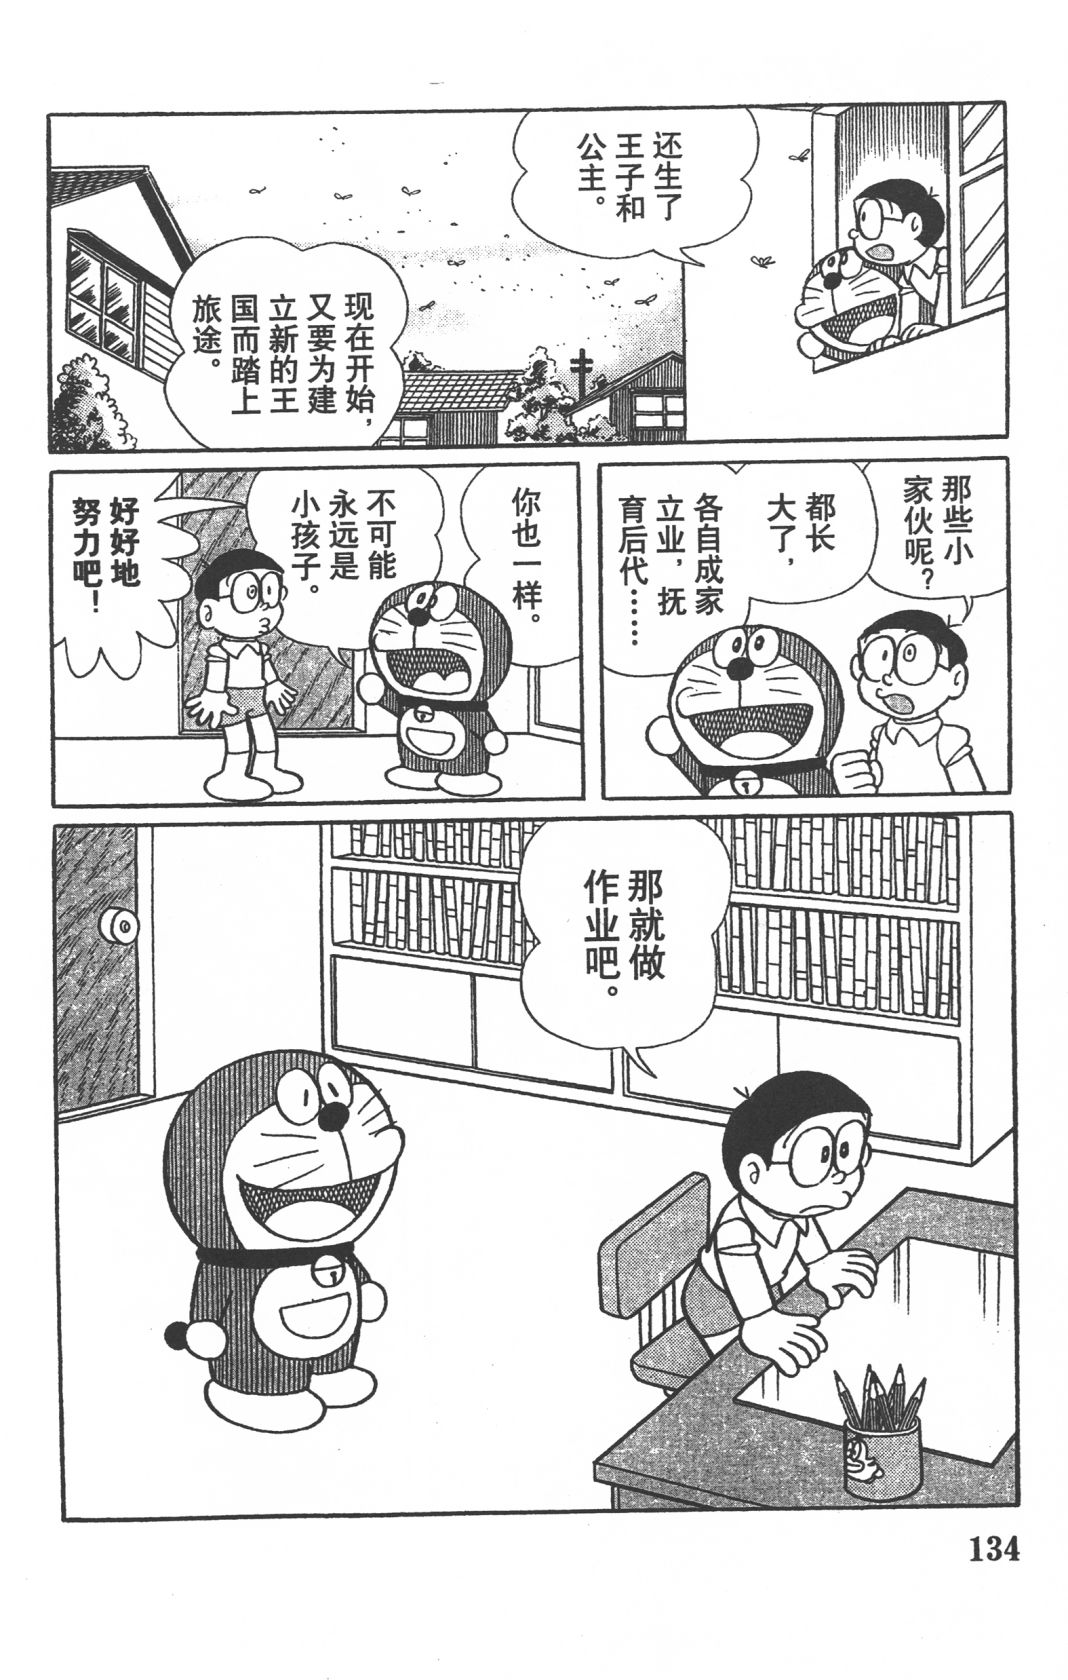 还生了
王子和
公主。
现在开始，
又要为建
立新的王
国而踏上
旅途。
那些小
家伙呢？
都长
大了，
各自成家
立业，抚
育后代……
你也一样。
不可能
永远是
小孩子。
好好地
努力吧！
那就做
作业吧。
134